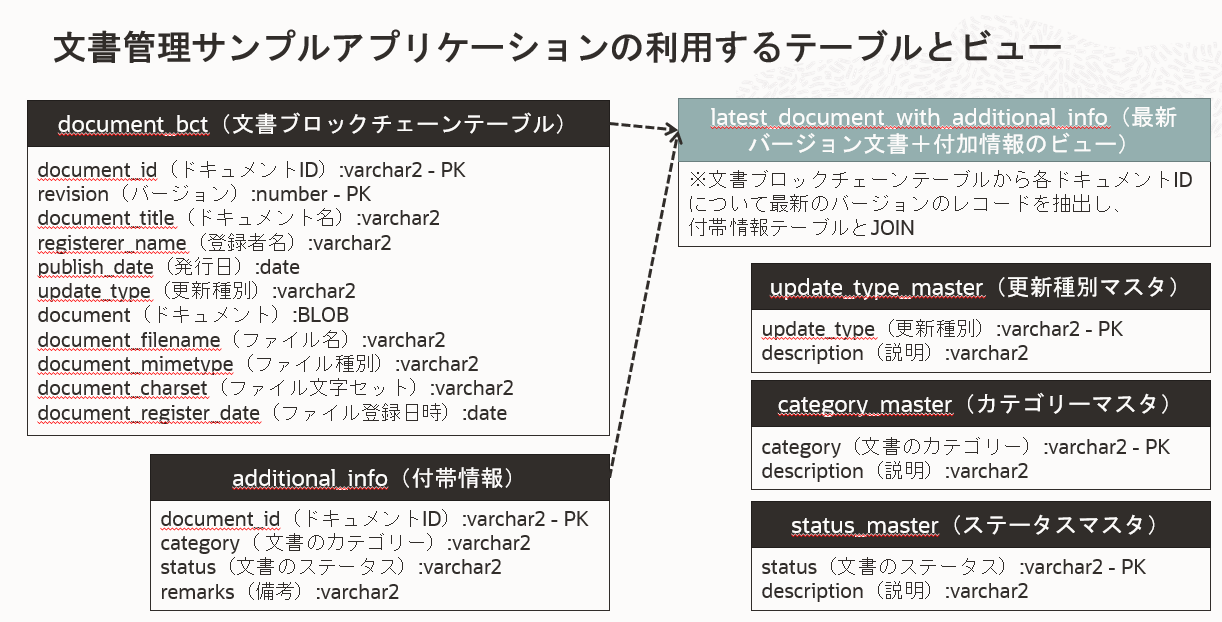 文書管理サンプルアプリケーションの利用するテーブルとビュー
document_bct（文書ブロックチェーンテーブル）
document_id（ドキュメントID）:varchar2 - PK
revision（バージョン）:number - PK
document_title（ドキュメント名）:varchar2
registerer_name（登録者名）:varchar2
publish_date（発行日）:date
update_type（更新種別）:varchar2
document（ドキュメント）:BLOB
document_filename（ファイル名）:varchar2
document_mimetype（ファイル種別）:varchar2
document_charset（ファイル文字セット）:varchar2
document_register_date（ファイル登録日時）:date
additional_info（付帯情報）
document_id（ドキュメントID）:varchar2 - PK
category（文書のカテゴリー）:varchar2
status（文書のステータス）:varchar2
remarks（備考）:varchar2
latest_document_with_additional_info（最新
バージョン文書＋付加情報のビュー）
※文書ブロックチェーンテーブルから各ドキュメントID
について最新のバージョンのレコードを抽出し、
付帯情報テーブルとJOIN
update_type_master（更新種別マスタ）
update_type（更新種別）:varchar2 - PK
description（説明）:varchar2
category_master（カテゴリーマスタ）
category（文書のカテゴリー）:varchar2 - PK
description（説明）:varchar2
status_master（ステータスマスタ）
status（文書のステータス）:varchar2 - PK
description（説明）:varchar2